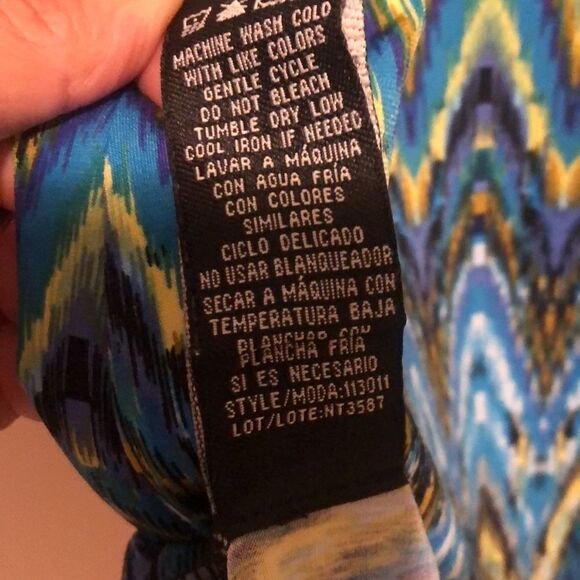 MACHINE WASH COLD
WITH LIKE COLORS
GENTLE CYCLE
DO NOT BLEACH
TUMBLE DRY LOW
COOL IRON IF NEEDED
LAVAR A MÁQUINA
CON AGUA FRÍA
CON COLORES
SIMILARES
CICLO DELICADO
NO USAR BLANQUEADOR
SECAR A MÁQUINA CON
TEMPERATURA BAJA
PLANCHAR CON
PLANCHA FRÍA
SI ES NECESARIO
STYLE/MODA:113011
LOT/LOTE:NT3587